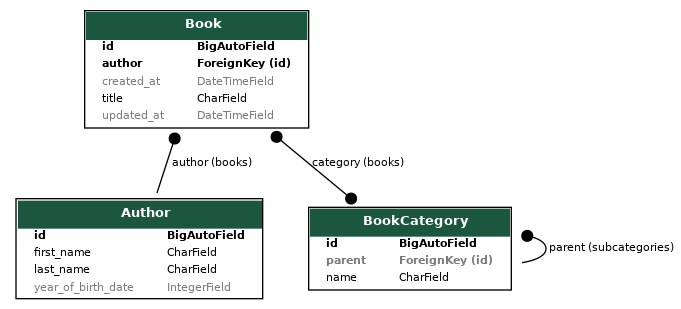 Book
id BigAutoField
author ForeignKey (id)
created_at DateTimeField
title CharField
updated_at DateTimeField
author (books)
category (books)
Author
id BigAutoField
first_name CharField
last_name CharField
year_of_birth_date IntegerField
BookCategory
id BigAutoField
parent ForeignKey (id)
name CharField
parent (subcategories)